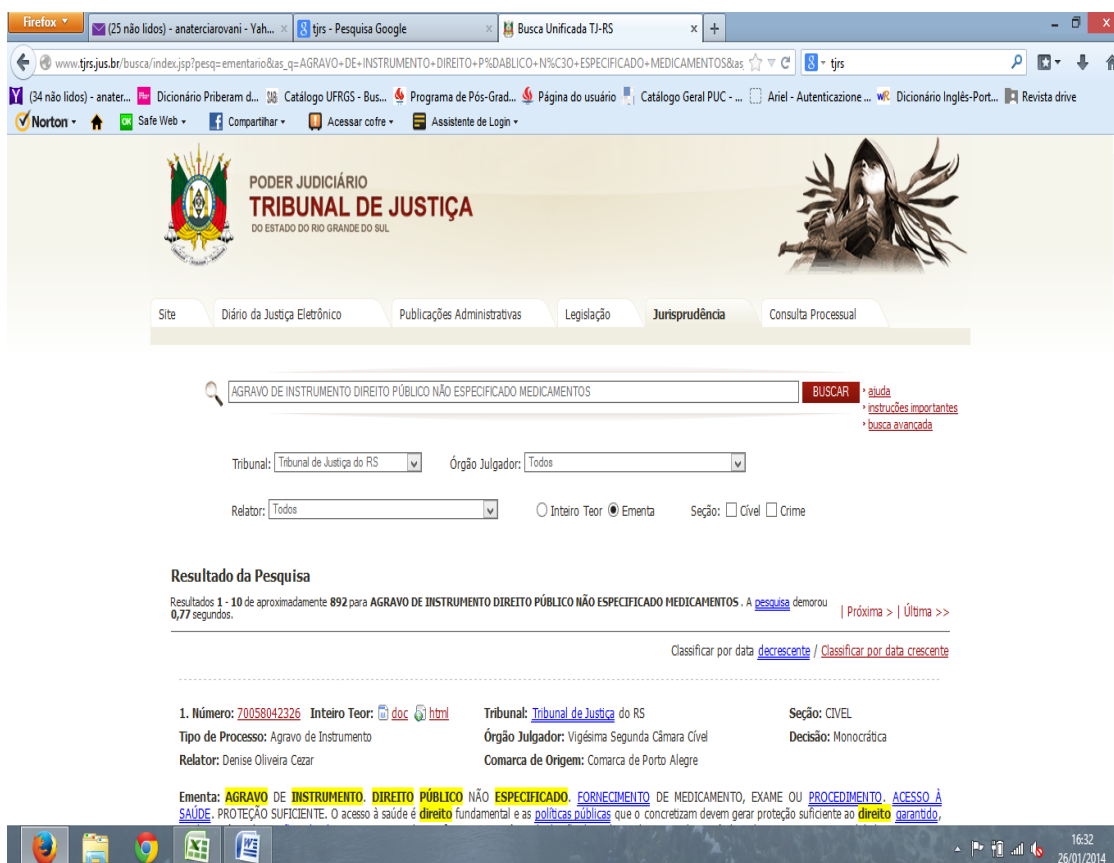 Firefox
(25 não lidos) - anaterciarovani - Yah...
tjrs - Pesquisa Google
Busca Unificada TJ-RS
www.tjrs.jus.br/busca/index.jsp?pesq=ementario&as_q=AGRAVO+DE+INSTRUMENTO+DIREITO+P%DABLICO+N%C3O+ESPECIFICADO+MEDICAMENTOS&as_
tjrs
(34 não lidos) - anater... Dicionário Priberam d... Catálogo UFRGS - Bus... Programa de Pós-Grad... Página do usuário Catálogo Geral PUC - ... Ariel - Autenticazione ... Dicionário Inglês-Port... Revista drive
Norton - OK Safe Web Compartilhar Acessar cofre Assistente de Login
PODER JUDICIÁRIO
TRIBUNAL DE JUSTIÇA
DO ESTADO DO RIO GRANDE DO SUL
Site Diário da Justiça Eletrônico Publicações Administrativas Legislação Jurisprudência Consulta Processual
AGRAVO DE INSTRUMENTO DIREITO PÚBLICO NÃO ESPECIFICADO MEDICAMENTOS BUSCAR
ajuda
instruções importantes
busca avançada
Tribunal: Tribunal de Justiça do RS Órgão Julgador: Todos
Relator: Todos Inteiro Teor Ementa Seção: Cível Crime
Resultado da Pesquisa
Resultados 1 - 10 de aproximadamente 892 para AGRAVO DE INSTRUMENTO DIREITO PÚBLICO NÃO ESPECIFICADO MEDICAMENTOS . A pesquisa demorou
0,77 segundos.
| Próxima > | Última >>
Classificar por data decrescente / Classificar por data crescente
1. Número: 70058042326 Inteiro Teor: doc html Tribunal: Tribunal de Justiça do RS Seção: CIVEL
Tipo de Processo: Agravo de Instrumento Órgão Julgador: Vigésima Segunda Câmara Cível Decisão: Monocrática
Relator: Denise Oliveira Cezar Comarca de Origem: Comarca de Porto Alegre
Ementa: AGRAVO DE INSTRUMENTO. DIREITO PÚBLICO NÃO ESPECIFICADO. FORNECIMENTO DE MEDICAMENTO, EXAME OU PROCEDIMENTO. ACESSO À
SAÚDE. PROTEÇÃO SUFICIENTE. O acesso à saúde é direito fundamental e as políticas públicas que o concretizam devem gerar proteção suficiente ao direito garantido,
16:32
26/01/2014